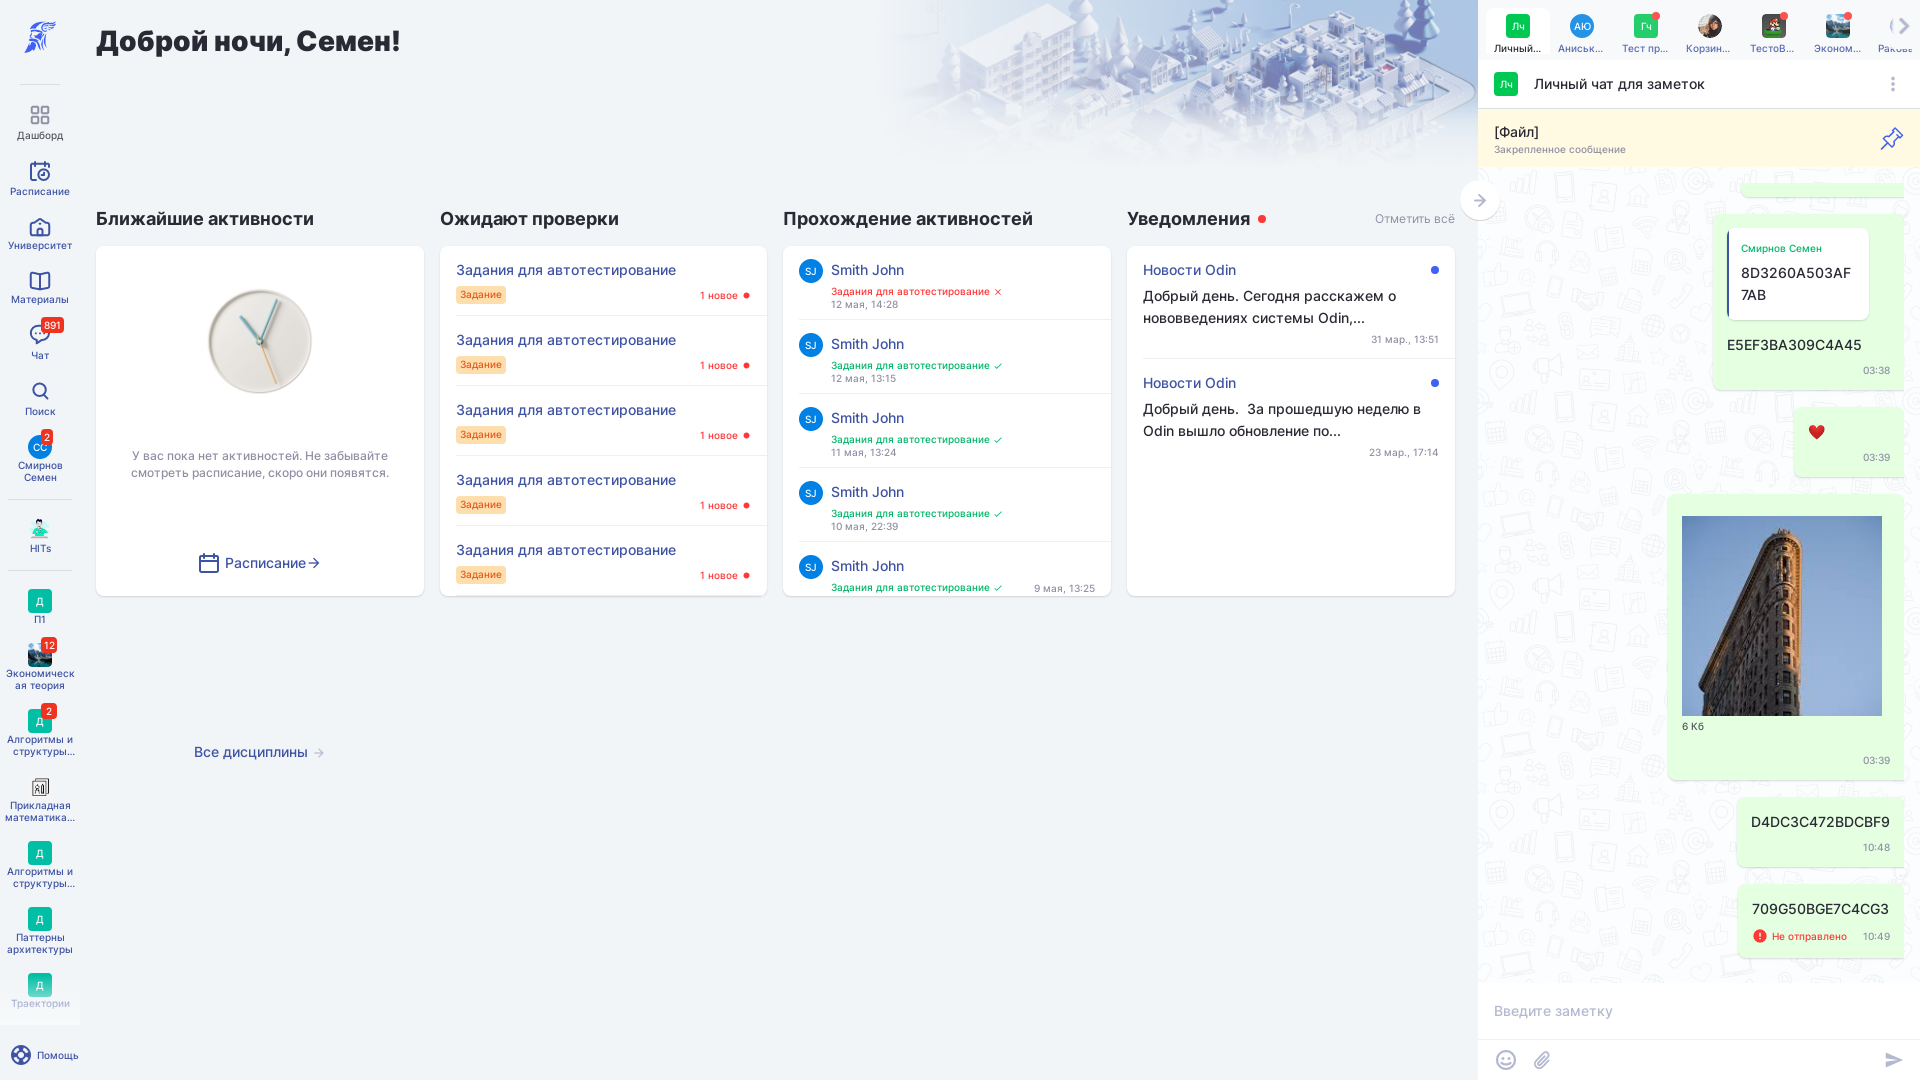 Доброй ночи, Семен!
Дашборд
Расписание
Университет
Материалы
891
Чат
Поиск
СС
2
Смирнов
Семен
HITs
Д
П1
12
Экономическ
ая теория
Д
2
Алгоритмы и
структуры...
Прикладная
математика...
Д
Алгоритмы и
структуры...
Д
Паттерны
архитектуры
Д
Траектории
Помощь
Ближайшие активности
У вас пока нет активностей. Не забывайте
смотреть расписание, скоро они появятся.
Расписание
Все дисциплины
Ожидают проверки
Задания для автотестирование
Задание
1 новое
Задания для автотестирование
Задание
1 новое
Задания для автотестирование
Задание
1 новое
Задания для автотестирование
Задание
1 новое
Задания для автотестирование
Задание
1 новое
Прохождение активностей
SJ
Smith John
Задания для автотестирование
12 мая, 14:28
SJ
Smith John
Задания для автотестирование
12 мая, 13:15
SJ
Smith John
Задания для автотестирование
11 мая, 13:24
SJ
Smith John
Задания для автотестирование
10 мая, 22:39
SJ
Smith John
Задания для автотестирование
9 мая, 13:25
Уведомления
Отметить всё
Новости Odin
Добрый день. Сегодня расскажем о
нововведениях системы Odin,...
31 мар., 13:51
Новости Odin
Добрый день. За прошедшую неделю в
Odin вышло обновление по...
23 мар., 17:14
Лч
Личный...
АЮ
Аниськ...
Гч
Тест пр...
Корзин...
ТестоВ...
Эконом...
Лч
Личный чат для заметок
[Файл]
Закрепленное сообщение
Смирнов Семен
8D3260A503AF
7AB
E5EF3BA309C4A45
03:38
03:39
6 Кб
03:39
D4DC3C472BDCBF9
10:48
709G50BGE7C4CG3
Не отправлено
10:49
Введите заметку